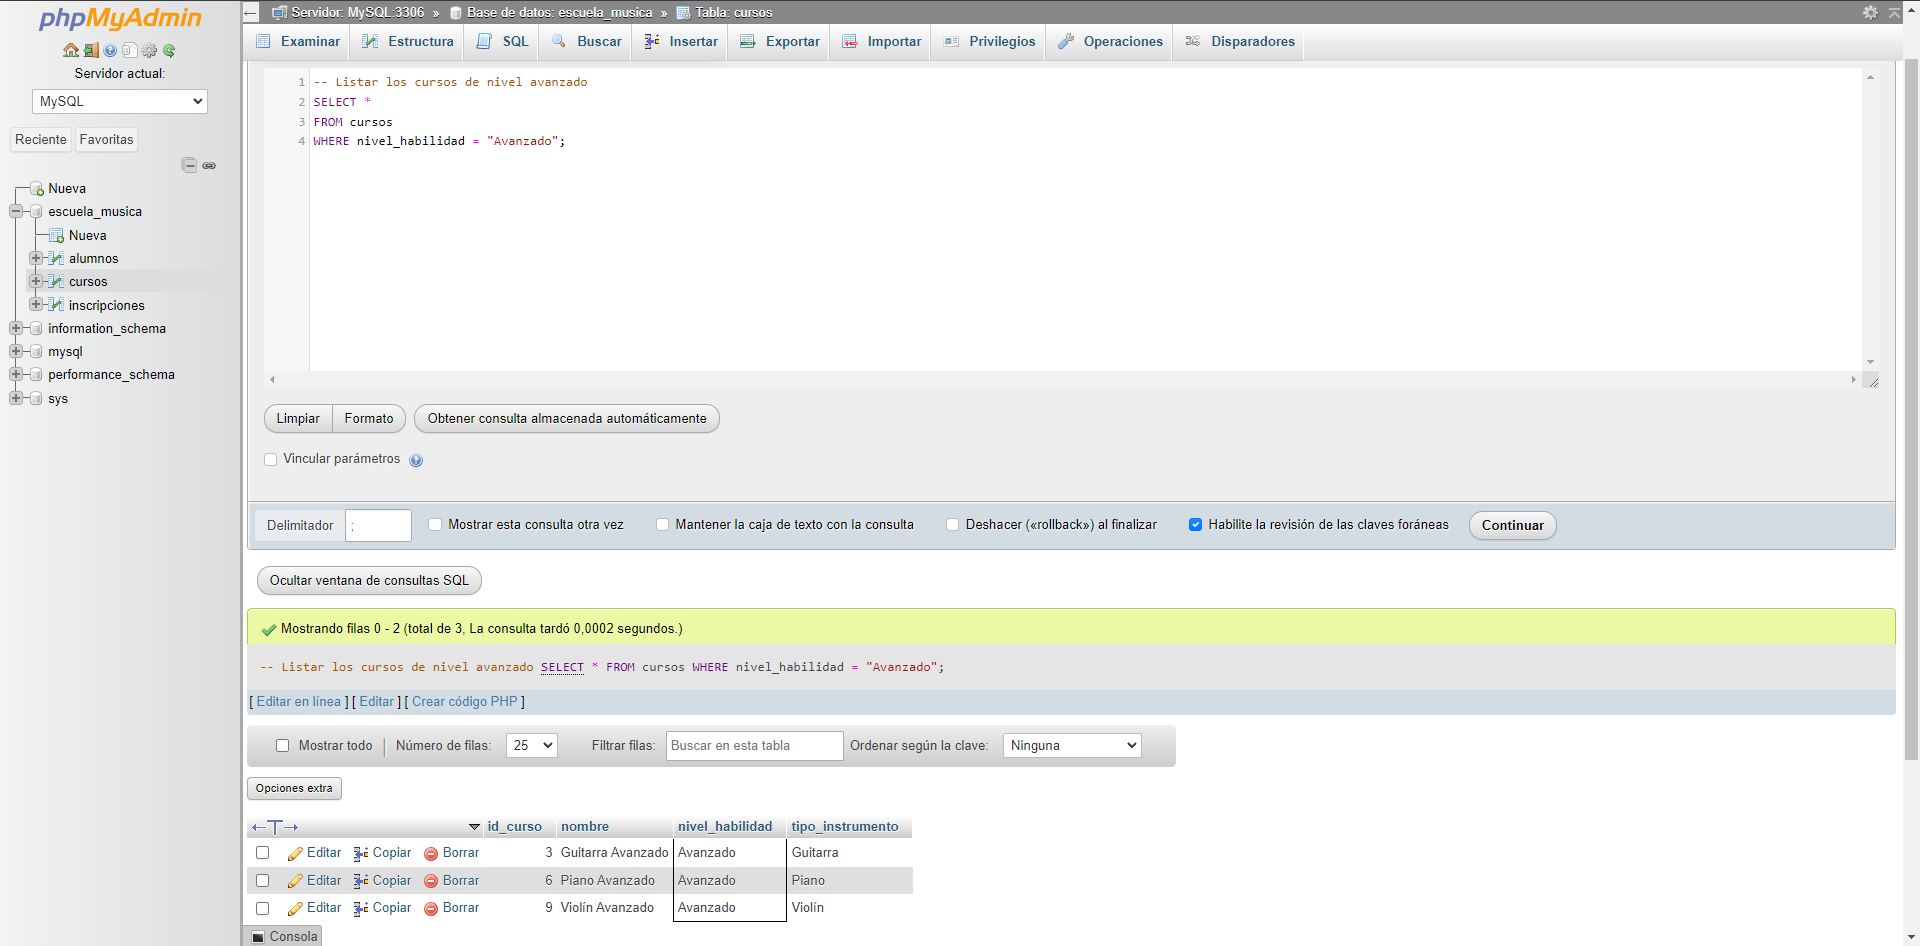 phpMyAdmin
Servidor actual:
MySQL
Reciente Favoritas
Nueva
escuela_musica
Nueva
alumnos
cursos
inscripciones
information_schema
mysql
performance_schema
sys
Servidor: MySQL:3306 » Base de datos: escuela_musica » Tabla: cursos
Examinar Estructura SQL Buscar Insertar Exportar Importar Privilegios Operaciones Disparadores
1 -- Listar los cursos de nivel avanzado
2 SELECT *
3 FROM cursos
4 WHERE nivel_habilidad = "Avanzado";
Limpiar Formato Obtener consulta almacenada automáticamente
Vincular parámetros
Delimitador ; Mostrar esta consulta otra vez Mantener la caja de texto con la consulta Deshacer («rollback») al finalizar Habilite la revisión de las claves foráneas Continuar
Ocultar ventana de consultas SQL
Mostrando filas 0 - 2 (total de 3, La consulta tardó 0,0002 segundos.)
-- Listar los cursos de nivel avanzado SELECT * FROM cursos WHERE nivel_habilidad = "Avanzado";
[ Editar en línea ] [ Editar ] [ Crear código PHP ]
Mostrar todo Número de filas: 25 Filtrar filas: Buscar en esta tabla Ordenar según la clave: Ninguna
Opciones extra
←T→ id_curso nombre nivel_habilidad tipo_instrumento
Editar Copiar Borrar 3 Guitarra Avanzado Avanzado Guitarra
Editar Copiar Borrar 6 Piano Avanzado Avanzado Piano
Editar Copiar Borrar 9 Violín Avanzado Avanzado Violín
Consola